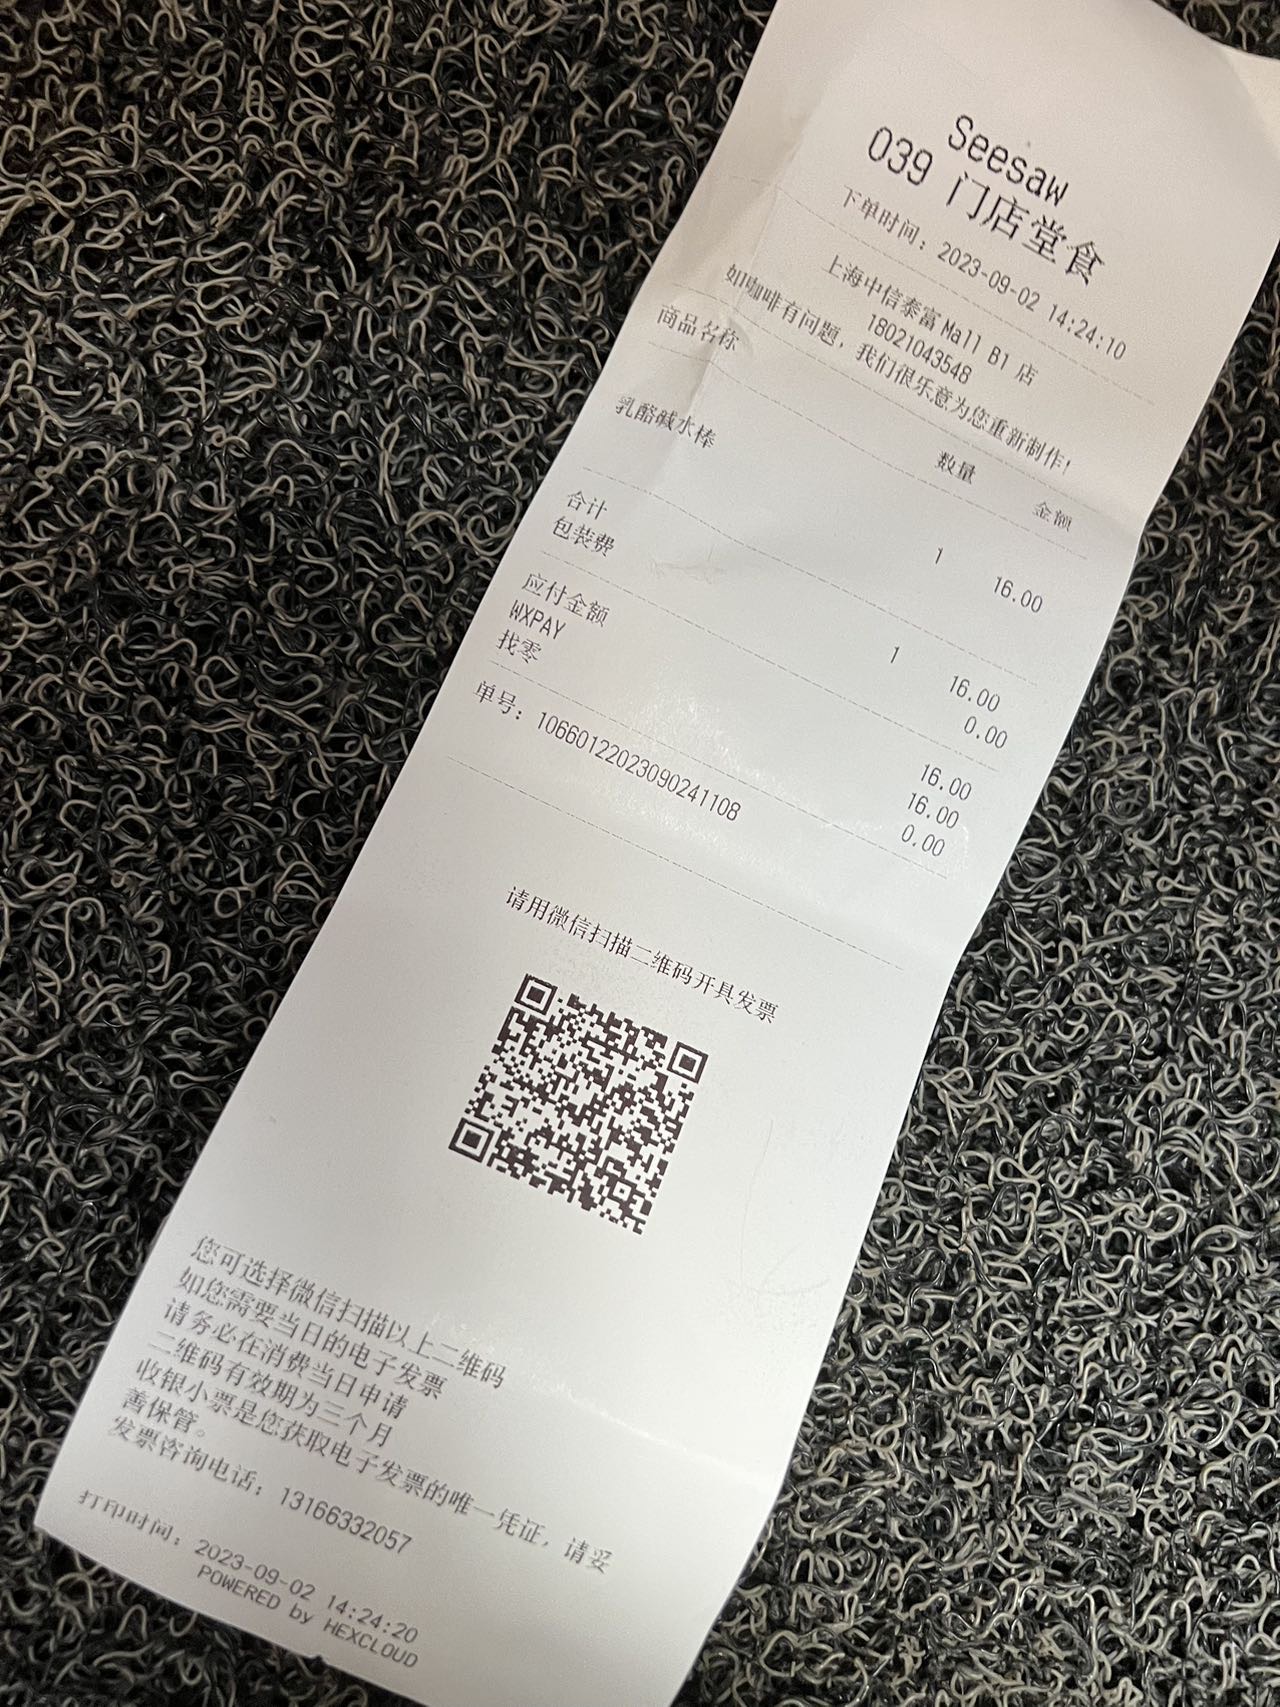 Seesaw
039 门店堂食
下单时间：2023-09-02 14:24:10
上海中信泰富Mall B1 店
18021043548
如咖啡有问题，我们很乐意为您重新制作！
商品名称 数量 金额
乳酪碱水棒 1 16.00
合计 1 16.00
包装费 0.00
应付金额 16.00
WXPAY 16.00
找零 0.00
单号：10660122023090241108
请用微信扫描二维码开具发票
您可选择微信扫描以上二维码
如您需要当日的电子发票
请务必在消费当日申请
二维码有效期为三个月
收银小票是您获取电子发票的唯一凭证，请妥
善保管。
发票咨询电话：13166332057
打印时间：2023-09-02 14:24:20
POWERED by HEXCLOUD